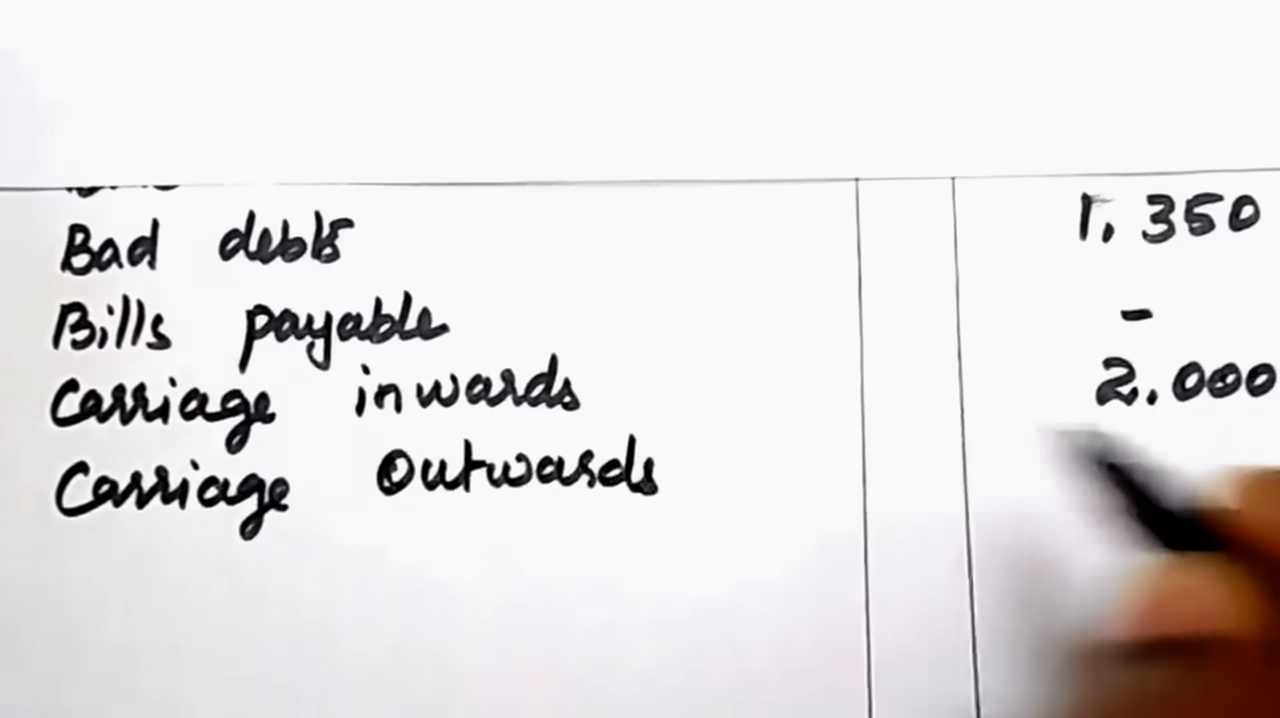 Bad debts 1,350
Bills payable -
Carriage inwards 2.000
Carriage Outwards